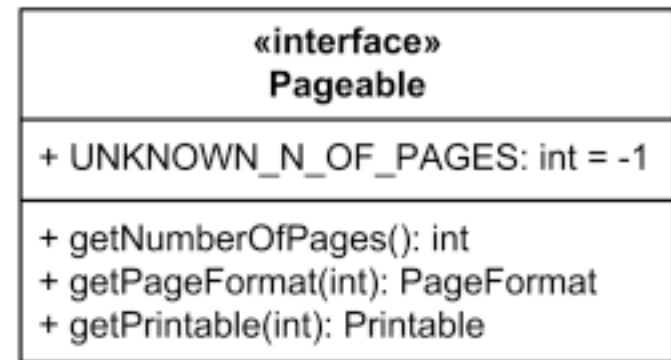 «interface»
Pageable
+ UNKNOWN_N_OF_PAGES: int = -1
+ getNumberOfPages(): int
+ getPageFormat(int): PageFormat
+ getPrintable(int): Printable